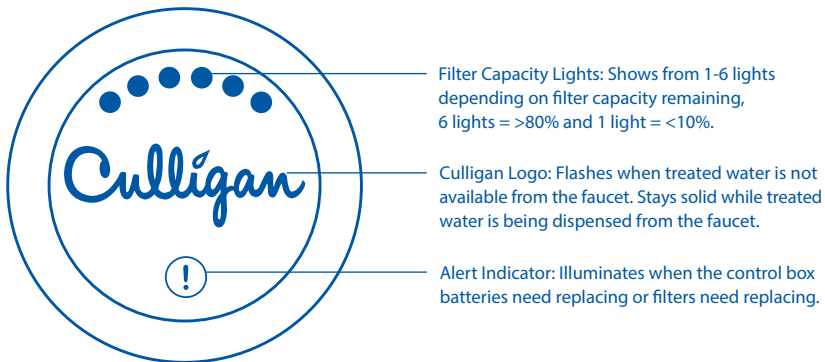 Filter Capacity Lights: Shows from 1-6 lights
depending on filter capacity remaining,
6 lights = >80% and 1 light = <10%.
Culligan
Culligan Logo: Flashes when treated water is not
available from the faucet. Stays solid while treated
water is being dispensed from the faucet.
!
Alert Indicator: Illuminates when the control box
batteries need replacing or filters need replacing.